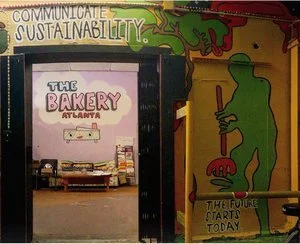 COMMUNICATE
SUSTAINABILITY.
THE
BAKERY
ATLANTA
THE FUTURE
STARTS
TODAY